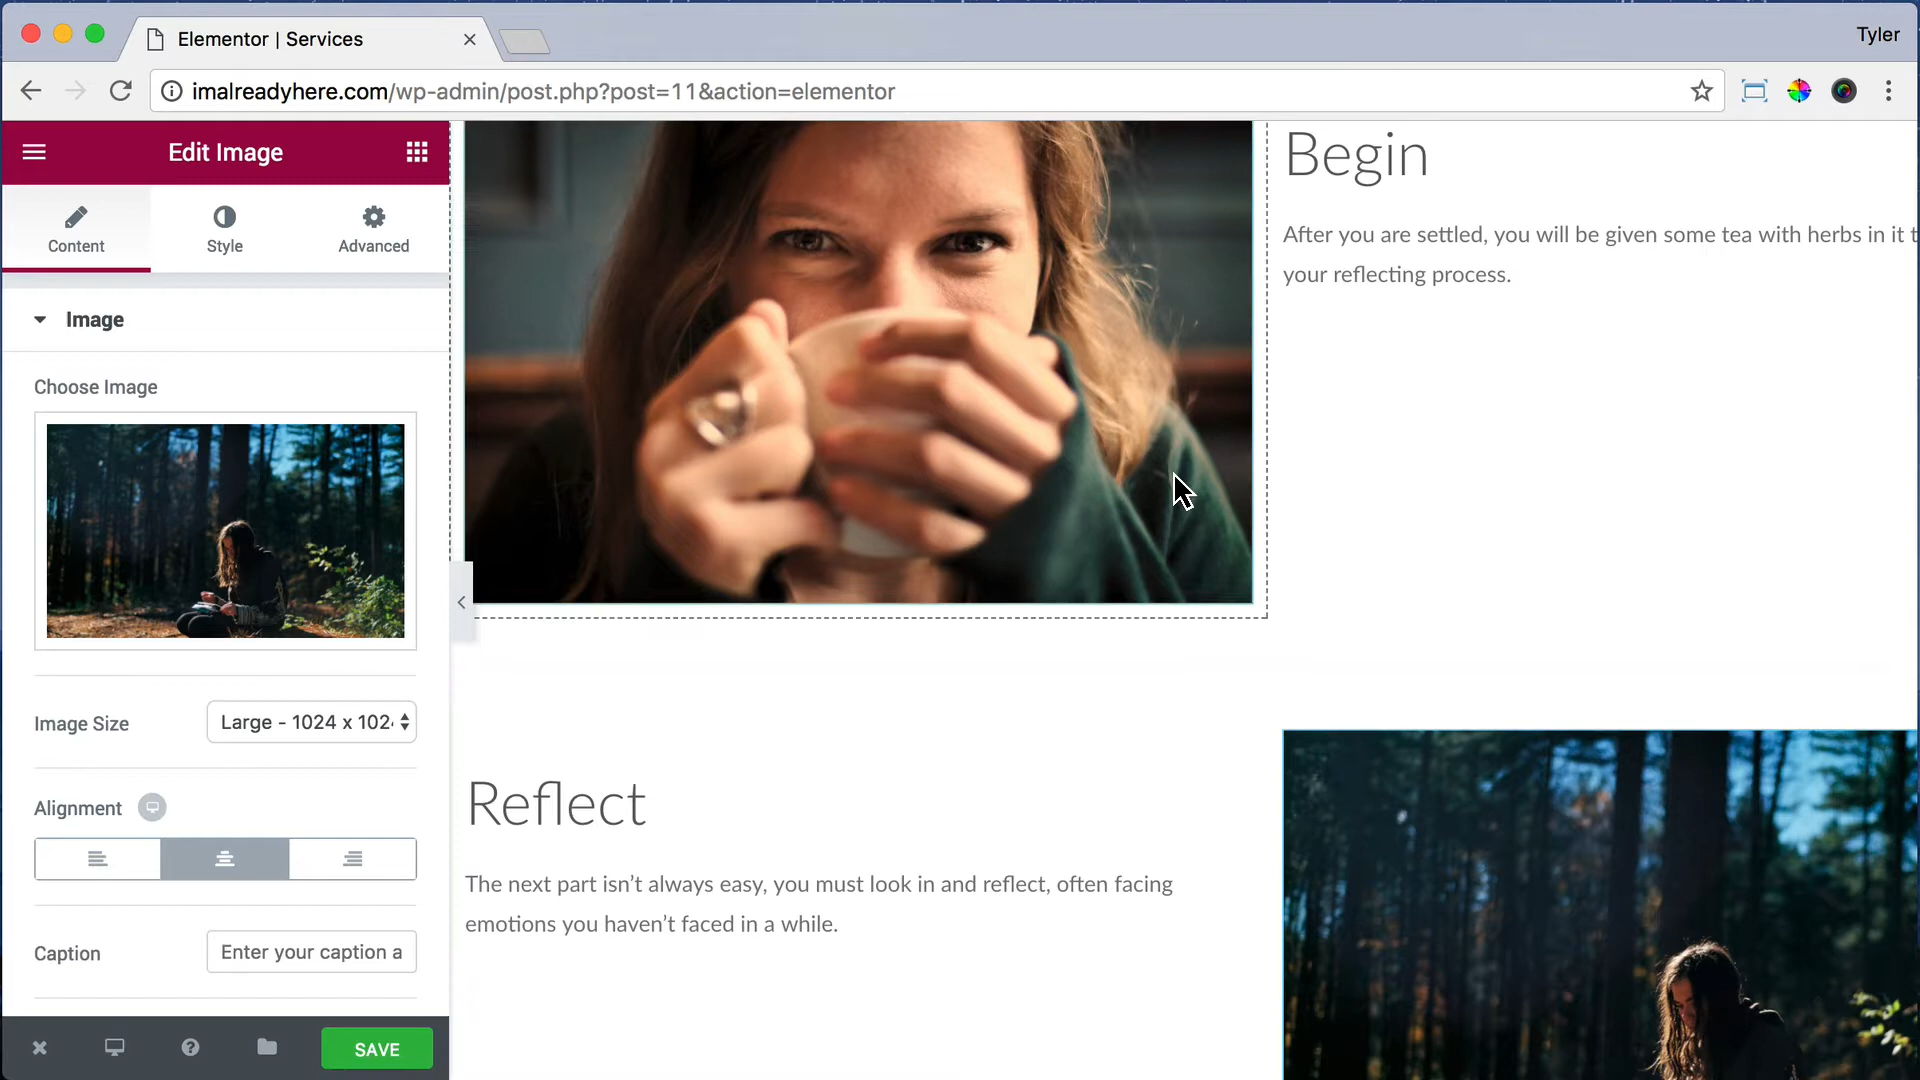 Elementor | Services
Tyler
imalreadyhere.com/wp-admin/post.php?post=11&action=elementor
Edit Image
Content
Style
Advanced
Image
Choose Image
Image Size
Large - 1024 x 102
Alignment
Caption
Enter your caption a
SAVE
Begin
After you are settled, you will be given some tea with herbs in it t
your reflecting process.
Reflect
The next part isn’t always easy, you must look in and reflect, often facing
emotions you haven’t faced in a while.